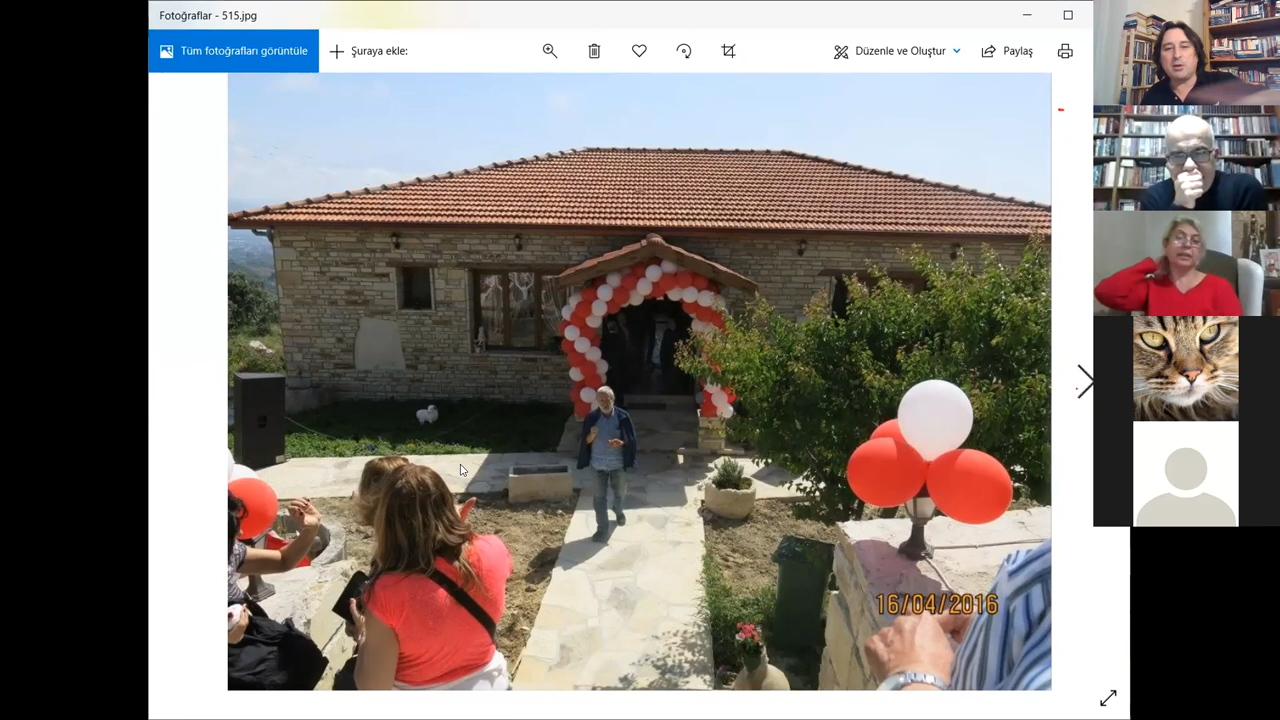 Fotoğraflar - 515.jpg
Tüm fotoğrafları görüntüle
Şuraya ekle:
Düzenle ve Oluştur
Paylaş
16/04/2016